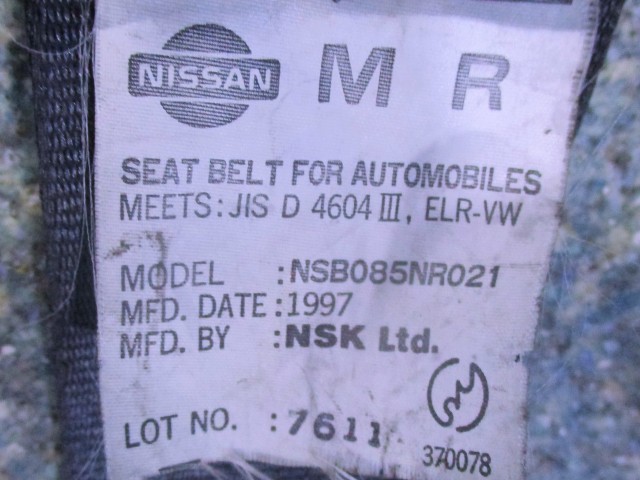 NISSAN M R
SEAT BELT FOR AUTOMOBILES
MEETS: JIS D 4604 III, ELR-VW
MODEL :NSB085NR021
MFD. DATE:1997
MFD. BY :NSK Ltd.
LOT NO. :7611
370078